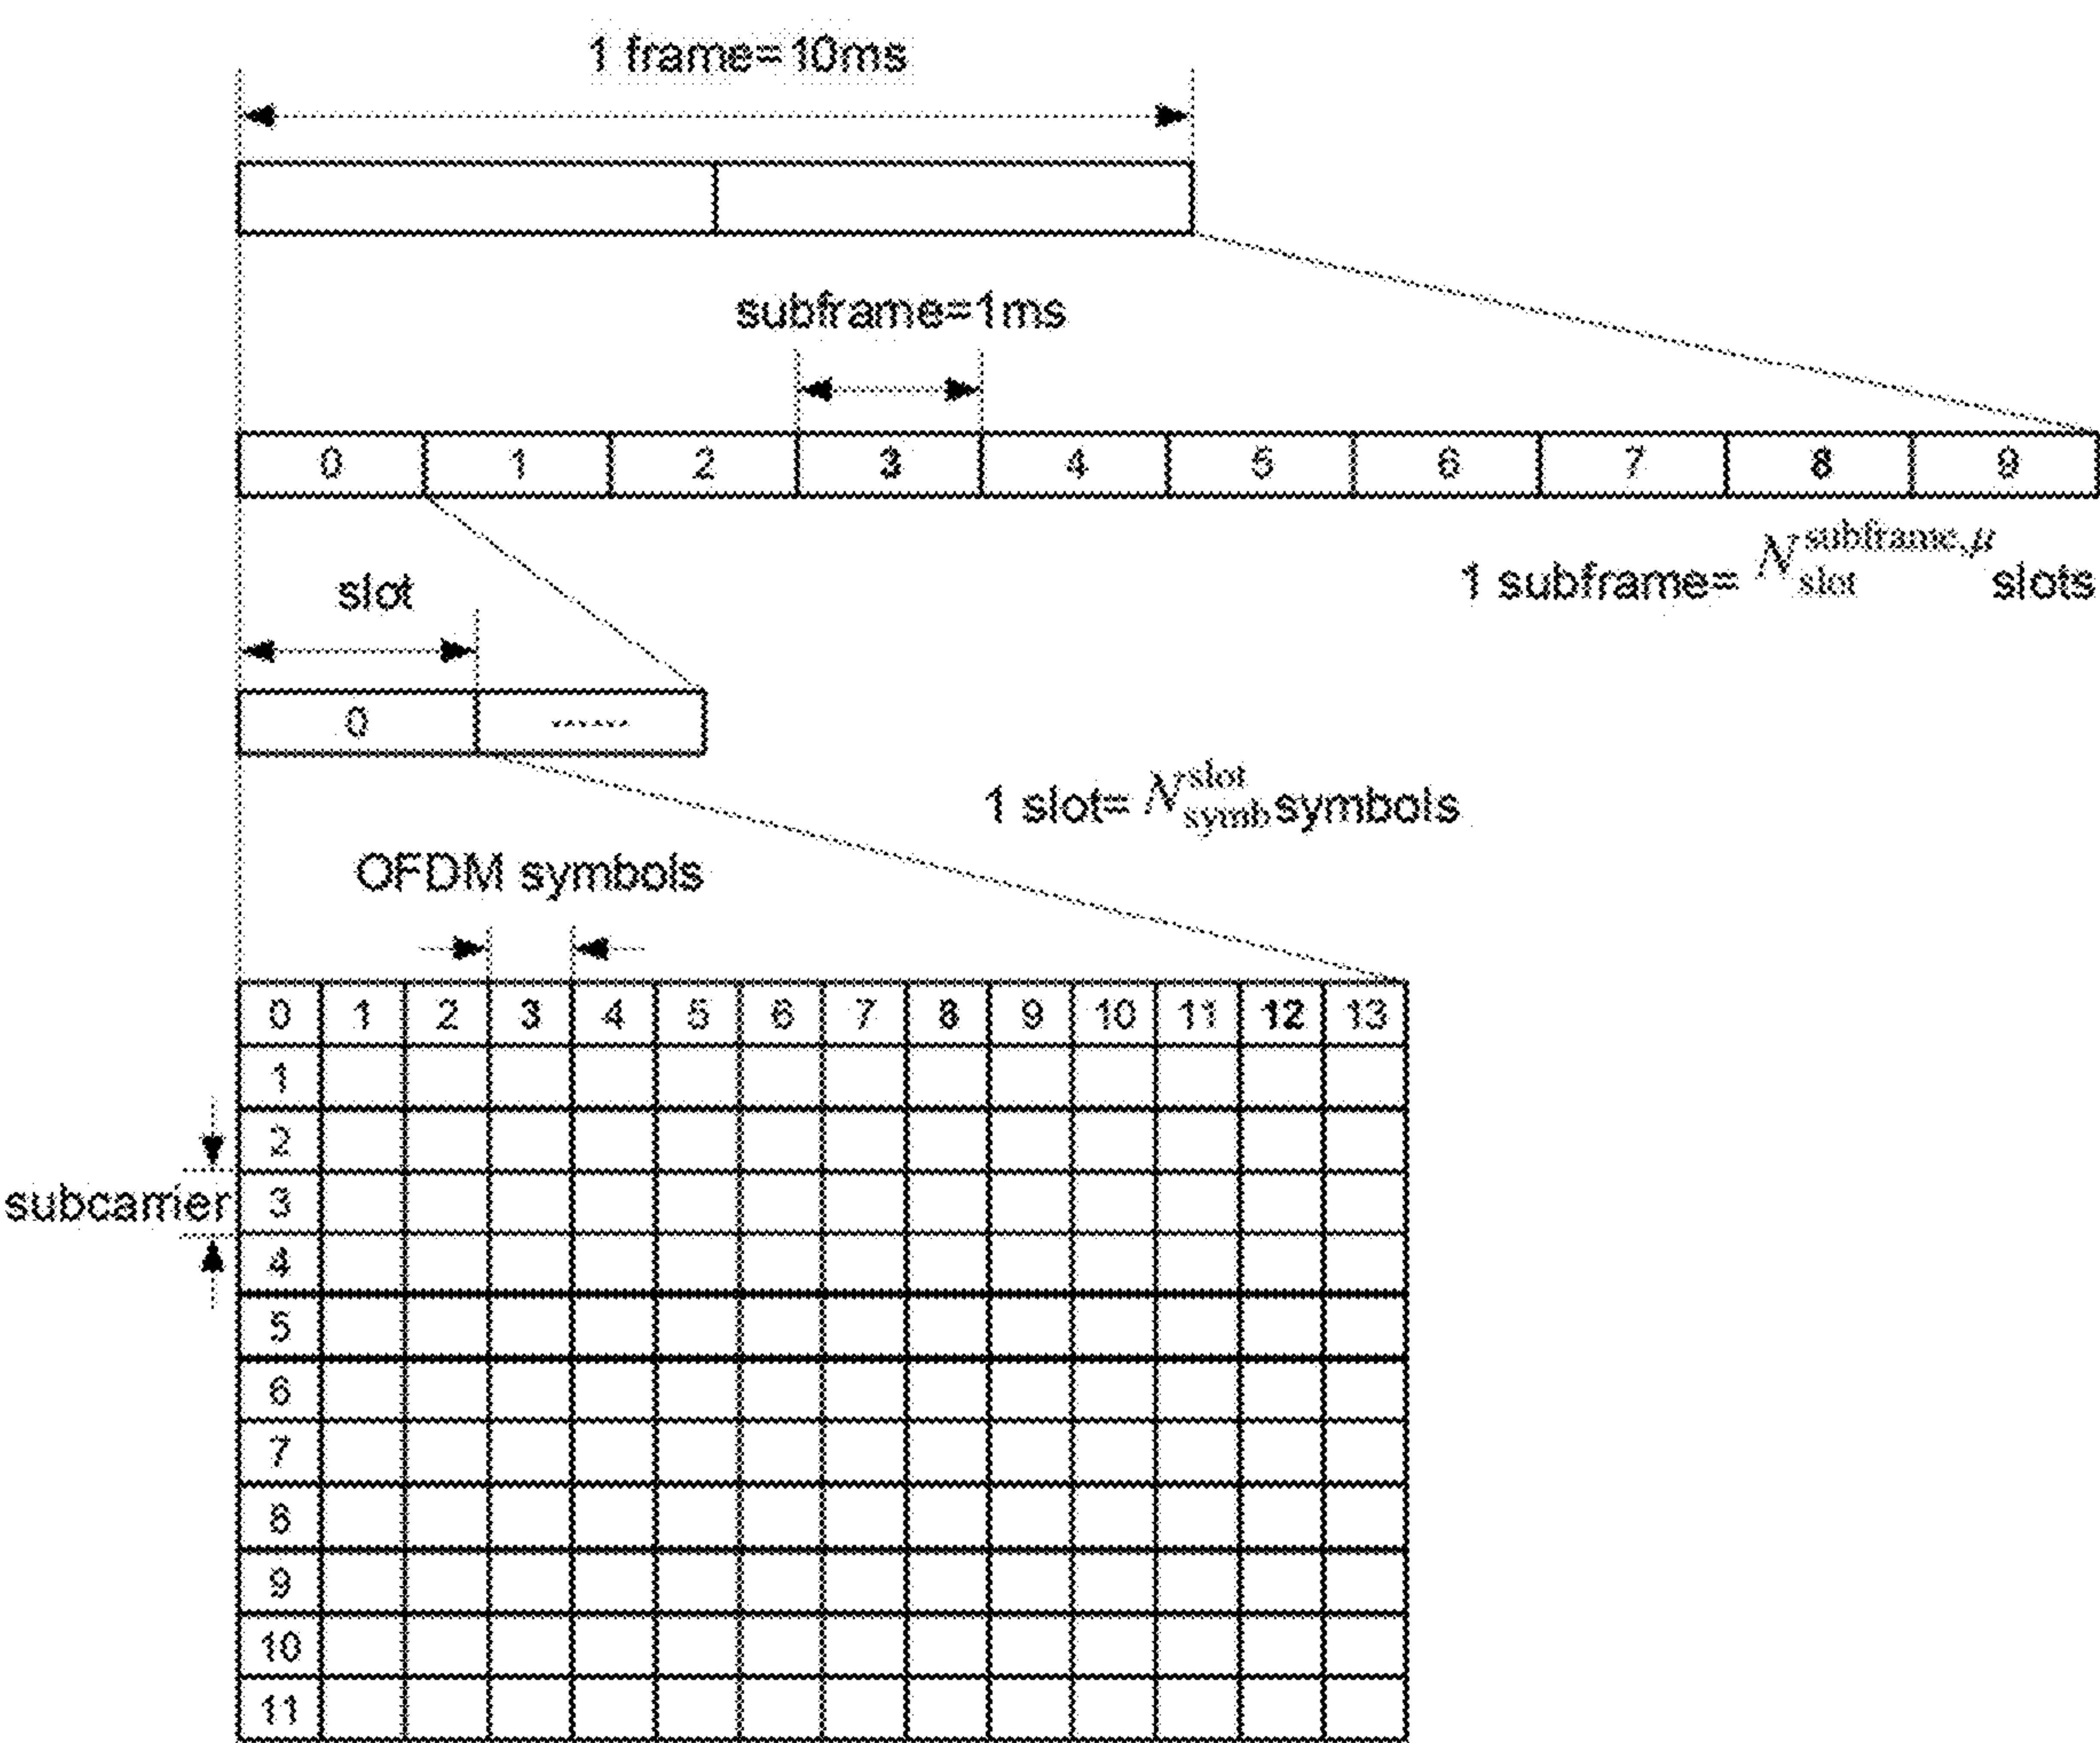 1 frame=10ms
subframe=1ms
0 1 2 3 4 5 6 7 8 9
1 subframe= N_slot^subframe,μ slots
slot
0 ------
1 slot= N_symb^slot symbols
OFDM symbols
0 1 2 3 4 5 6 7 8 9 10 11 12 13
1
2
subcarrier 3
4
5
6
7
8
9
10
11